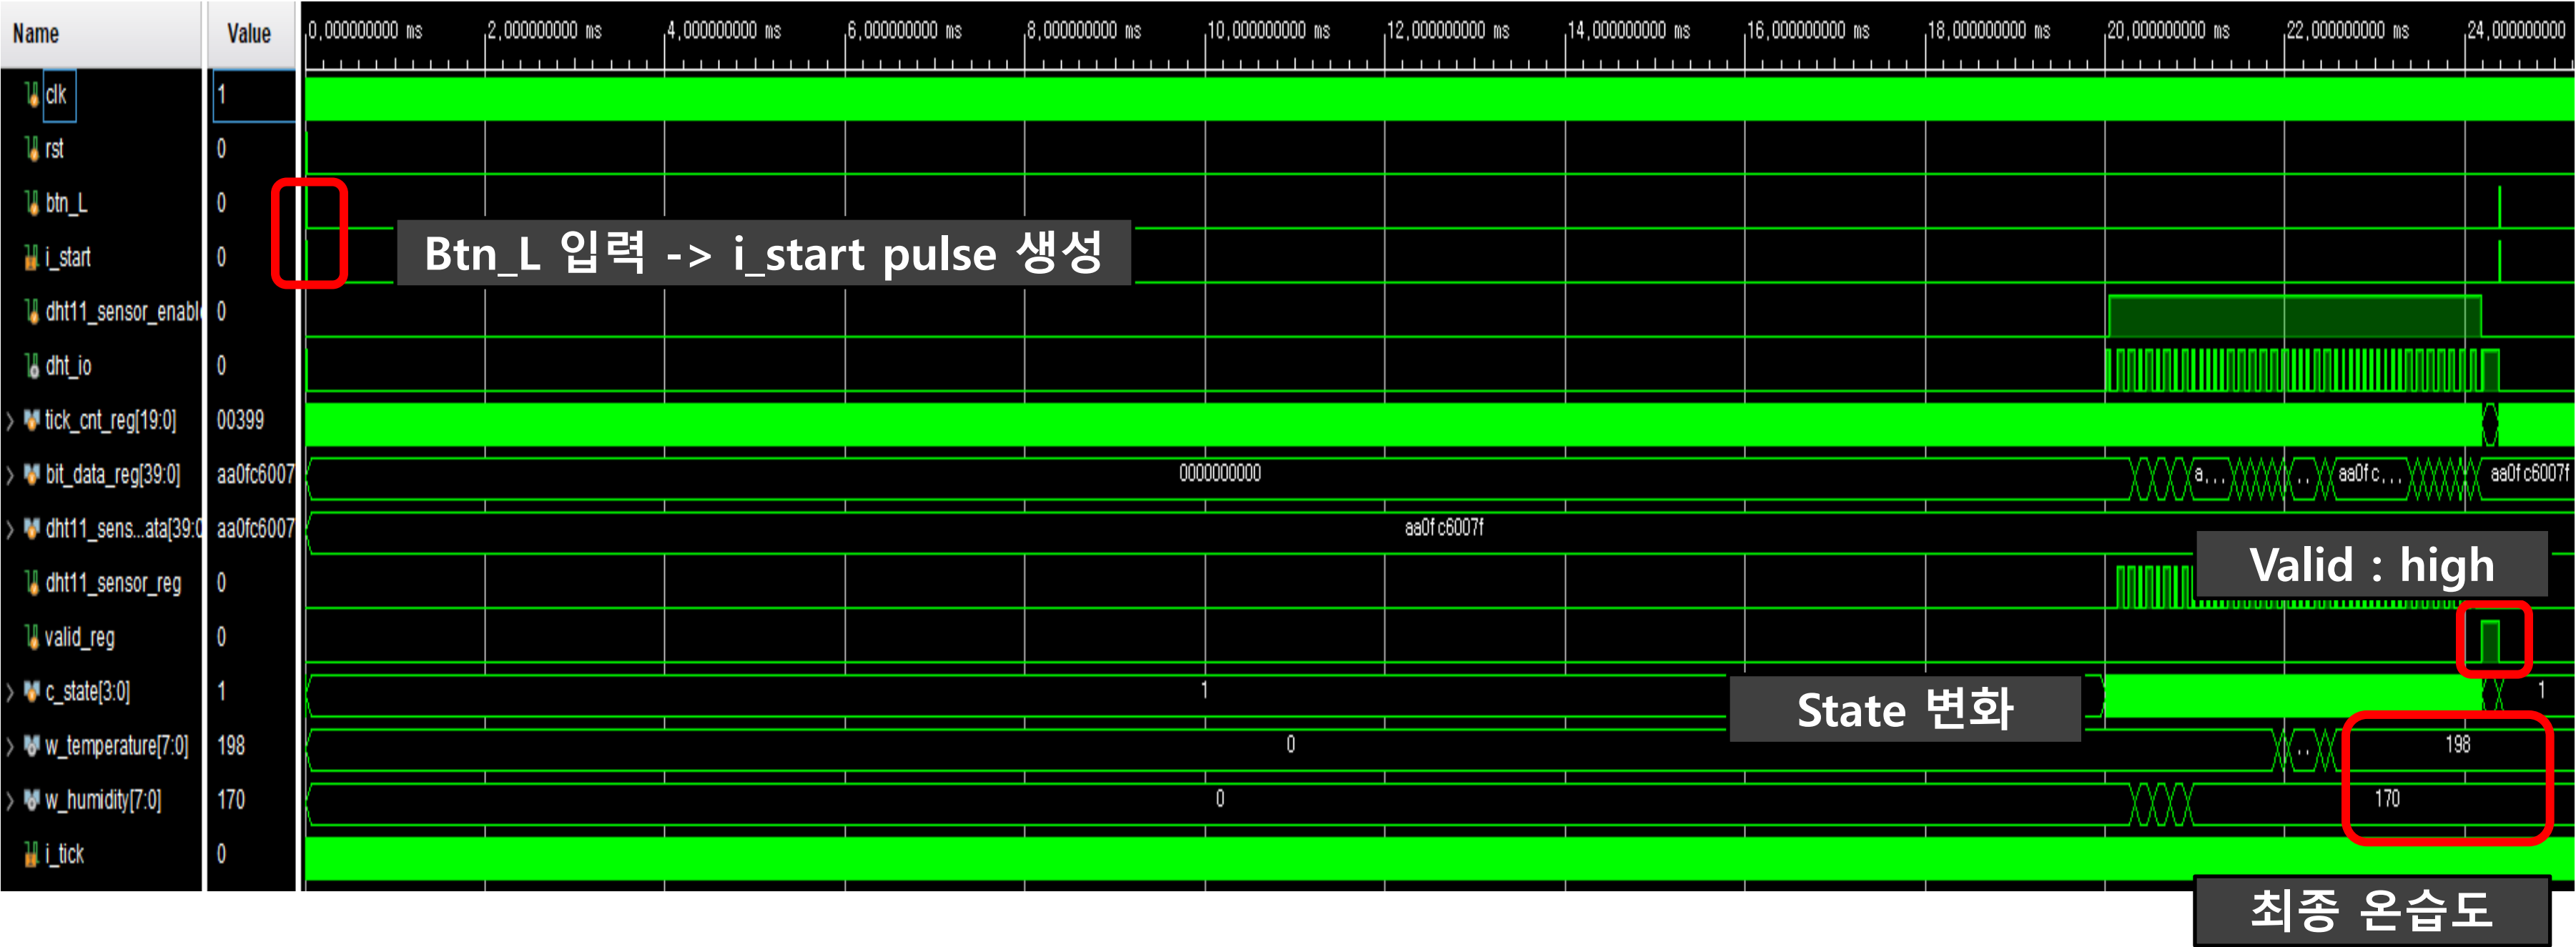 Name Value 0,000000000 ms 2,000000000 ms 4,000000000 ms 6,000000000 ms 8,000000000 ms 10,000000000 ms 12,000000000 ms 14,000000000 ms 16,000000000 ms 18,000000000 ms 20,000000000 ms 22,000000000 ms 24,000000000
clk 1
rst 0
btn_L 0
Btn_L 입력 -> i_start pulse 생성
i_start 0
dht11_sensor_enabl 0
dht_io 0
tick_cnt_reg[19:0] 00399
bit_data_reg[39:0] aa0fc6007 0000000000 a... .. aa0fc... aa0fc6007f
dht11_sens...ata[39:0 aa0fc6007 aa0fc6007f
Valid : high
dht11_sensor_reg 0
valid_reg 0
c_state[3:0] 1 1 1
State 변화
w_temperature[7:0] 198 0 .. 198
w_humidity[7:0] 170 0 170
i_tick 0
최종 온습도